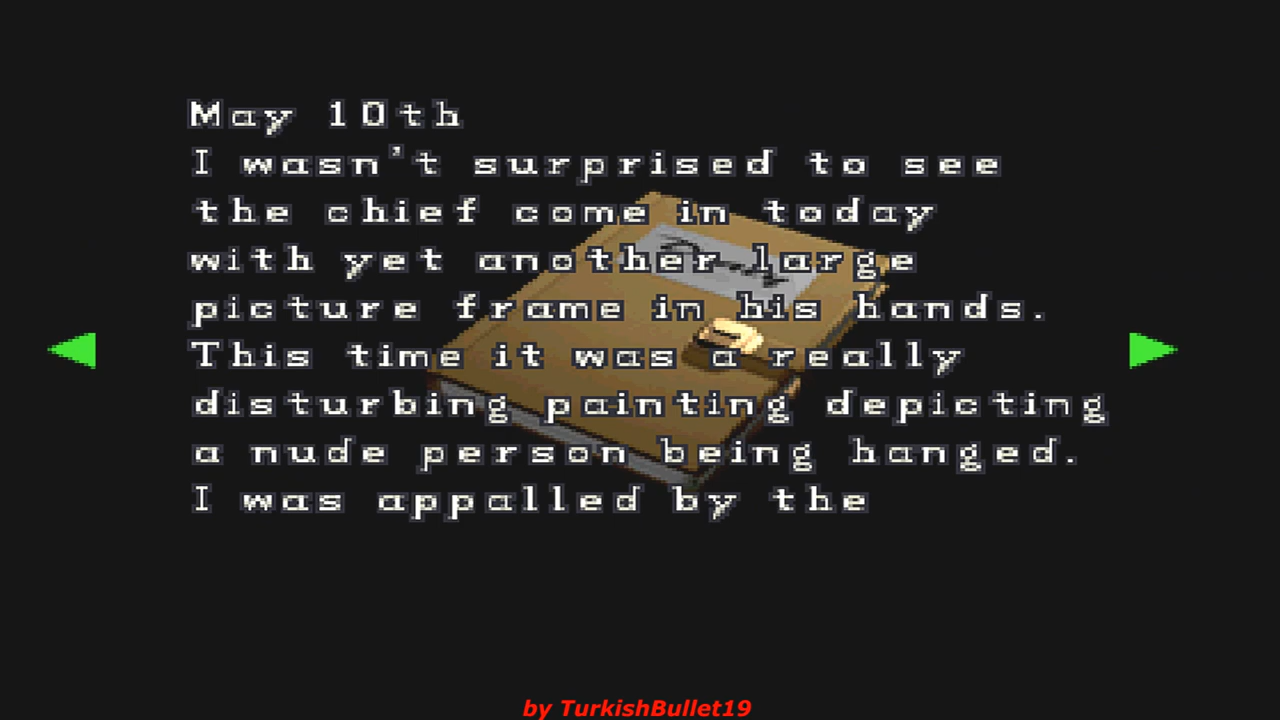 May 10th
I wasn't surprised to see
the chief come in today
with yet another large
picture frame in his hands.
This time it was a really
disturbing painting depicting
a nude person being hanged.
I was appalled by the
Diary
by TurkishBullet19